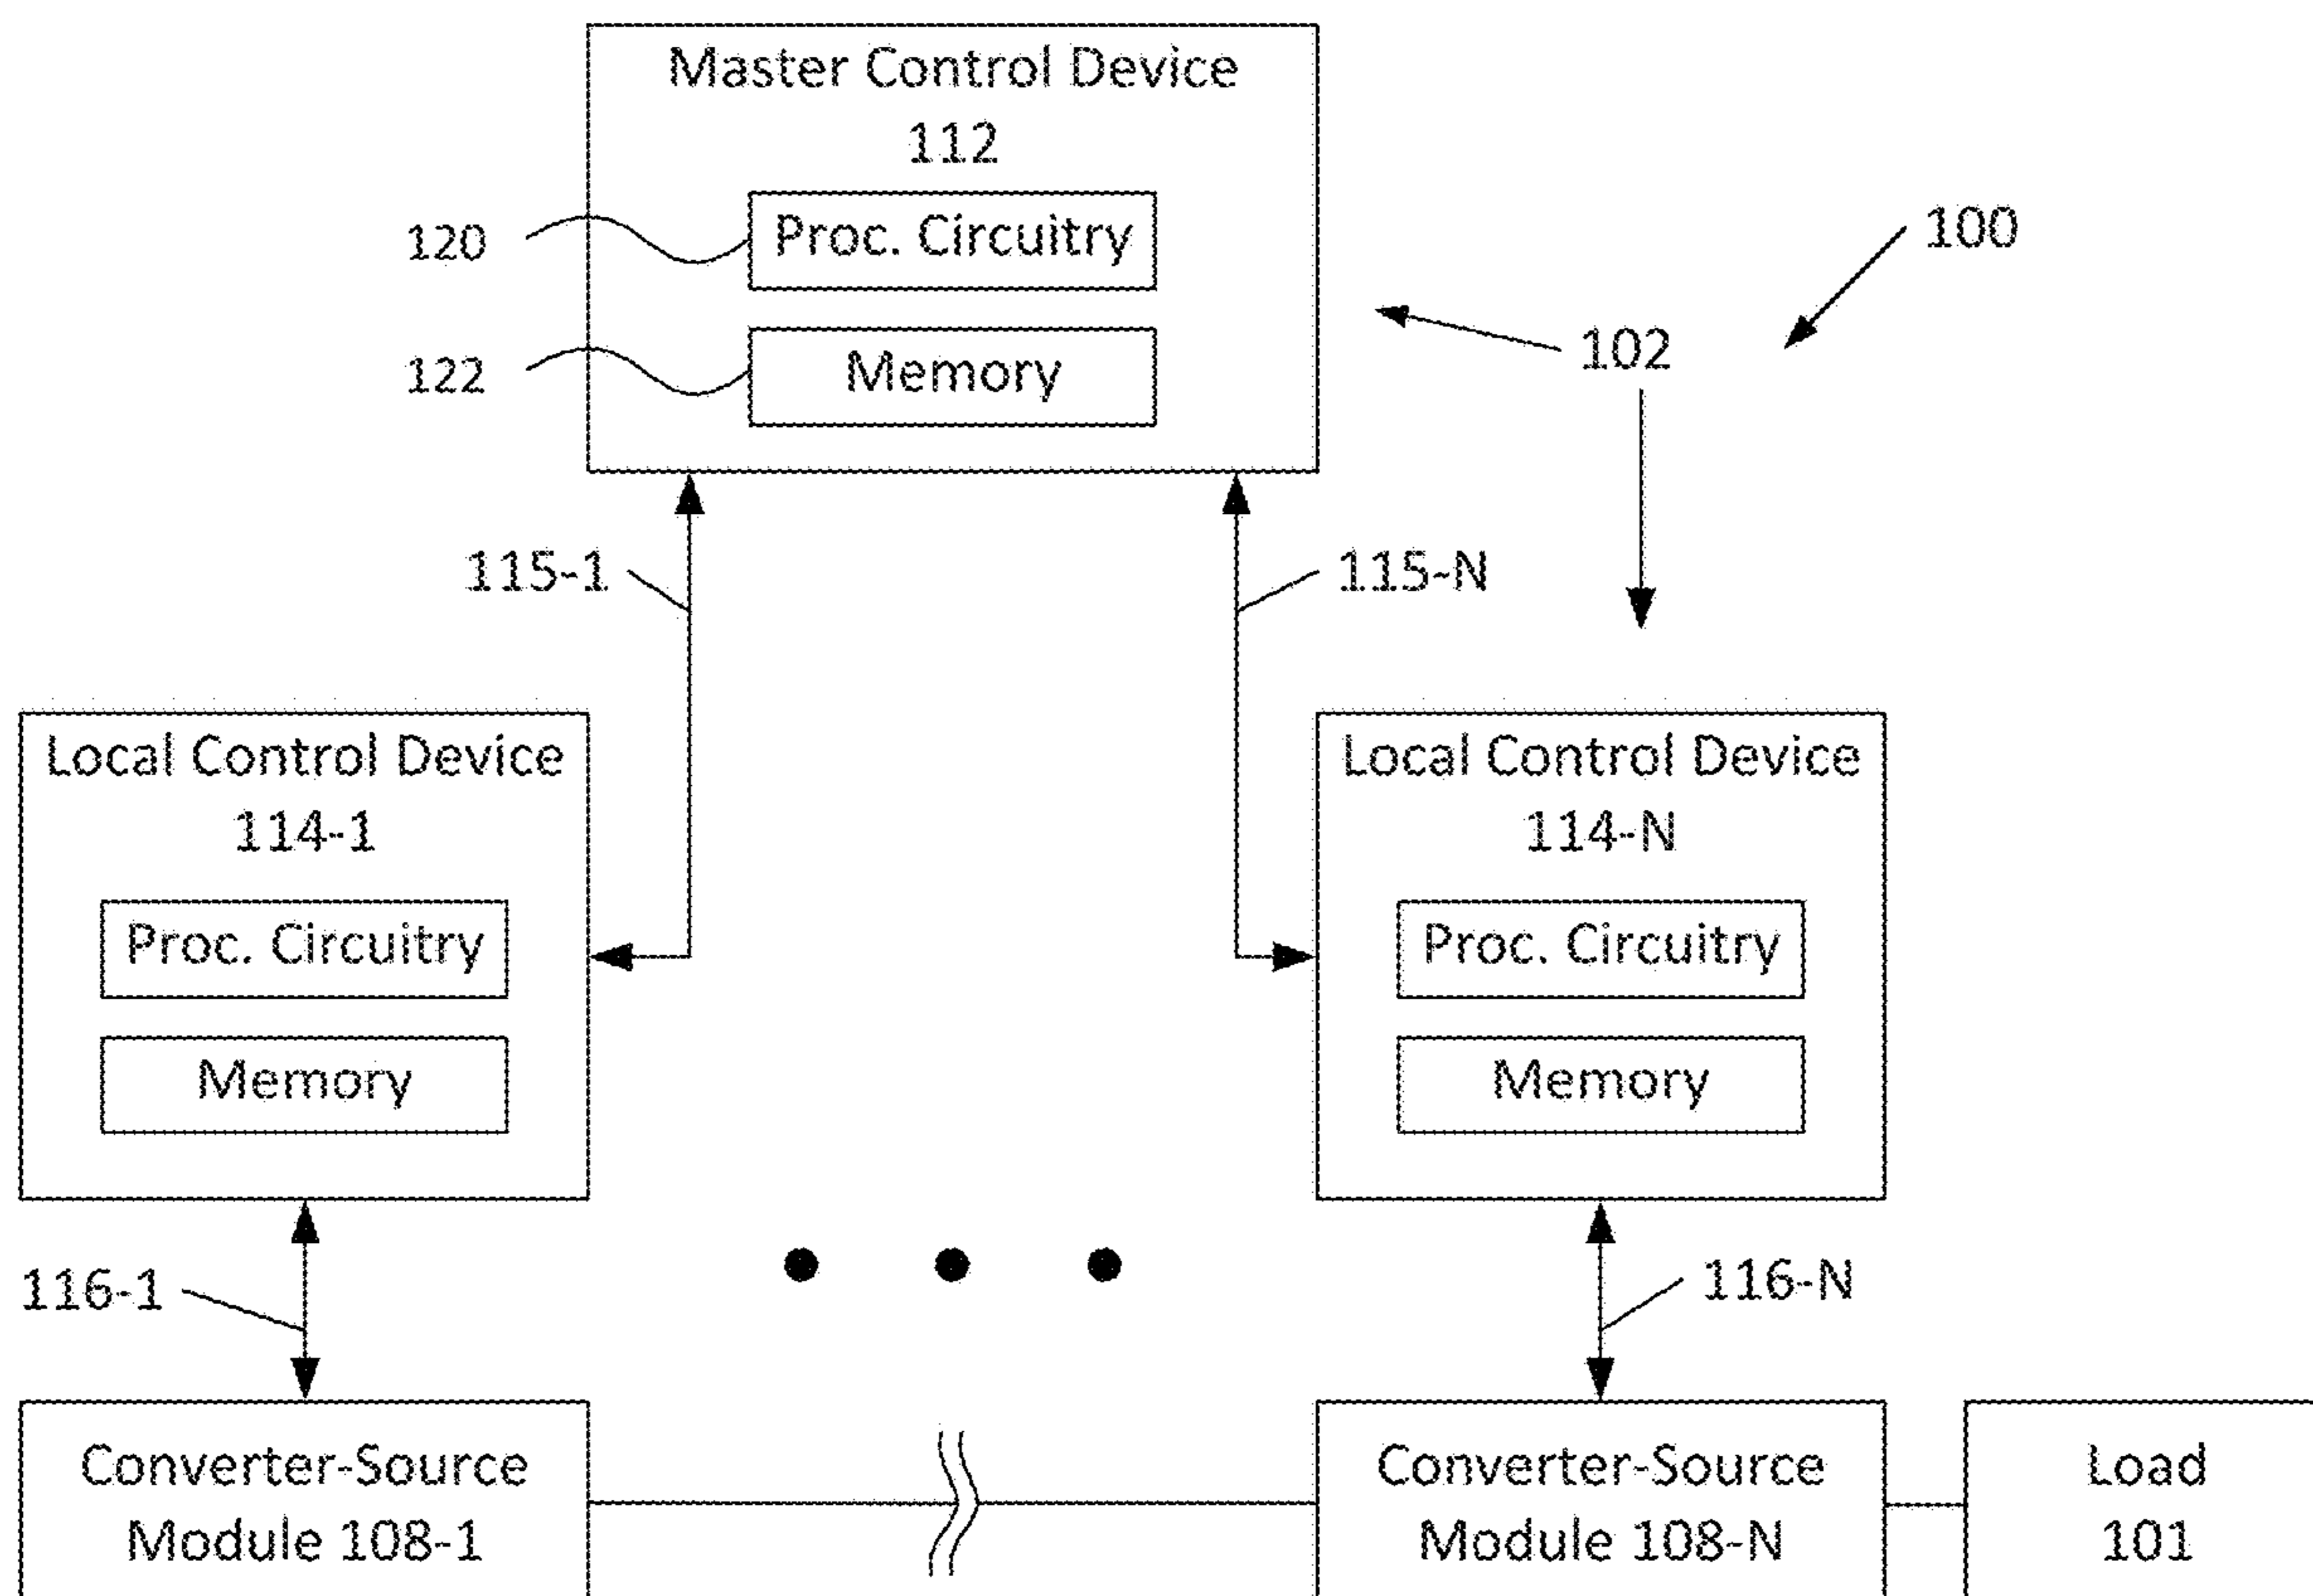 Master Control Device
112
120
Proc. Circuitry
100
122
Memory
102
115-1
115-N
Local Control Device
114-1
Proc. Circuitry
Memory
Local Control Device
114-N
Proc. Circuitry
Memory
116-1
116-N
Converter-Source
Module 108-1
Converter-Source
Module 108-N
Load
101